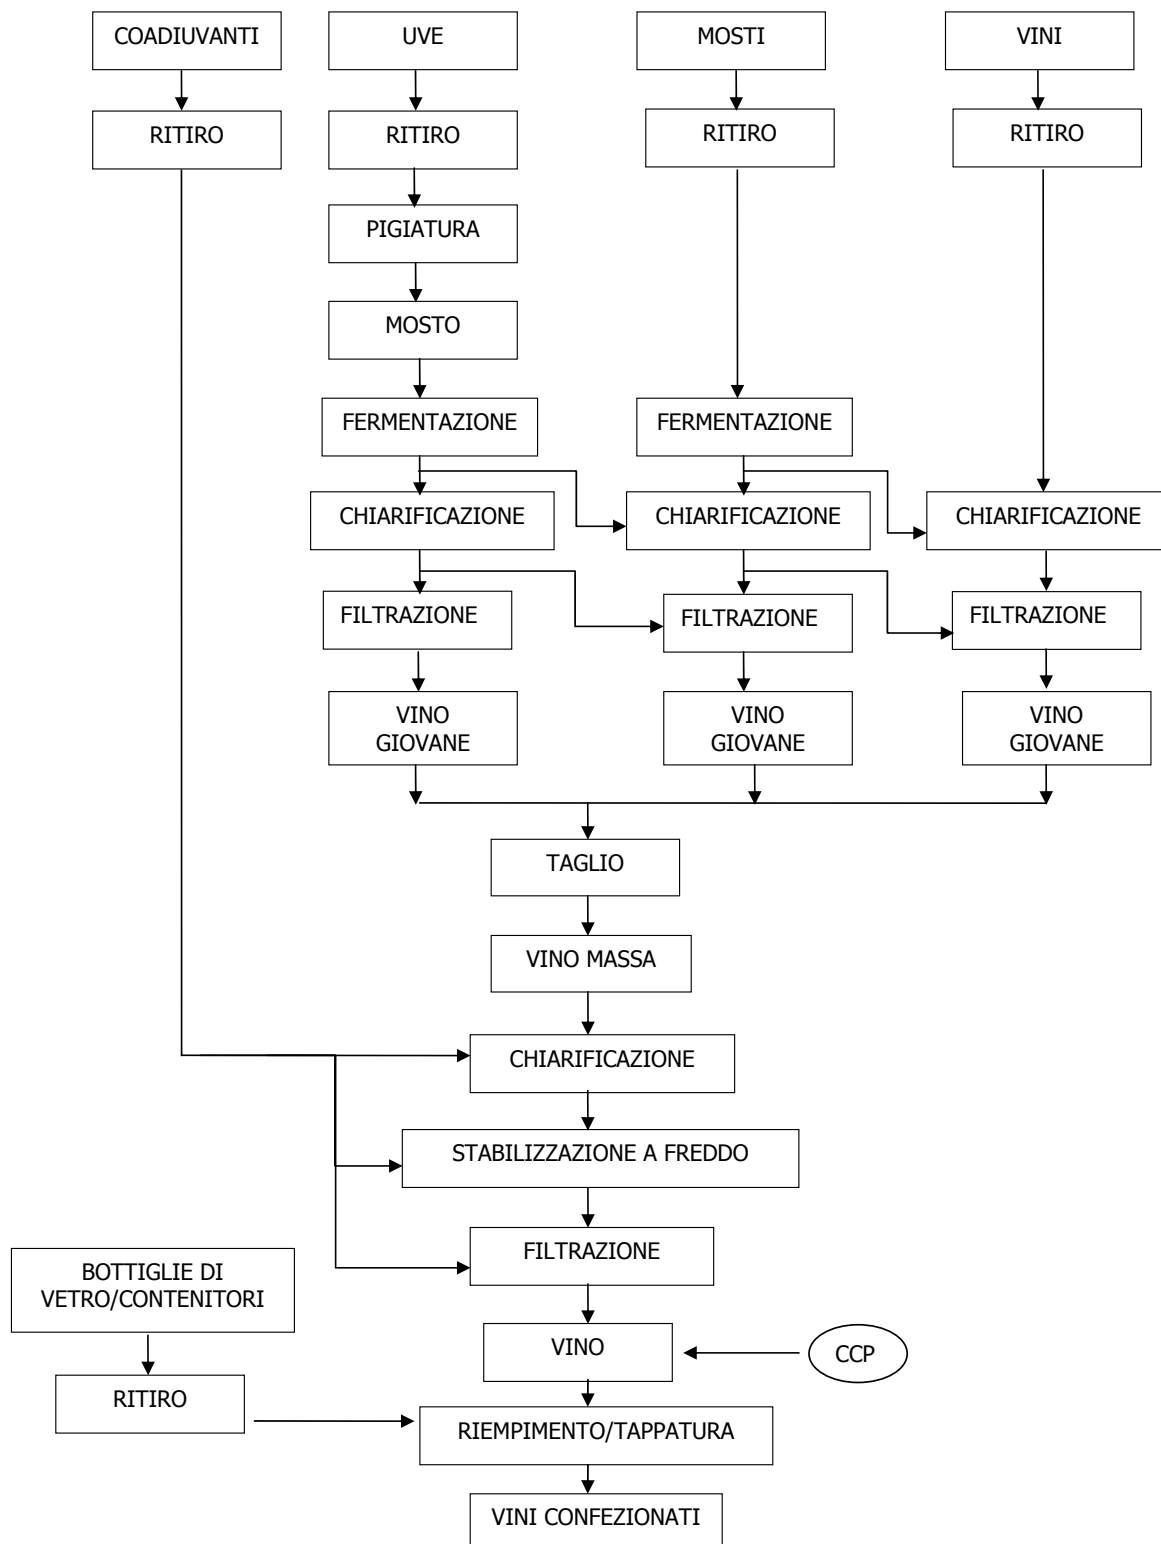 COADIUVANTI
UVE
MOSTI
VINI
RITIRO
RITIRO
RITIRO
RITIRO
PIGIATURA
MOSTO
FERMENTAZIONE
FERMENTAZIONE
CHIARIFICAZIONE
CHIARIFICAZIONE
CHIARIFICAZIONE
FILTRAZIONE
FILTRAZIONE
FILTRAZIONE
VINO
GIOVANE
VINO
GIOVANE
VINO
GIOVANE
TAGLIO
VINO MASSA
CHIARIFICAZIONE
STABILIZZAZIONE A FREDDO
FILTRAZIONE
BOTTIGLIE DI
VETRO/CONTENITORI
VINO
CCP
RITIRO
RIEMPIMENTO/TAPPATURA
VINI CONFEZIONATI